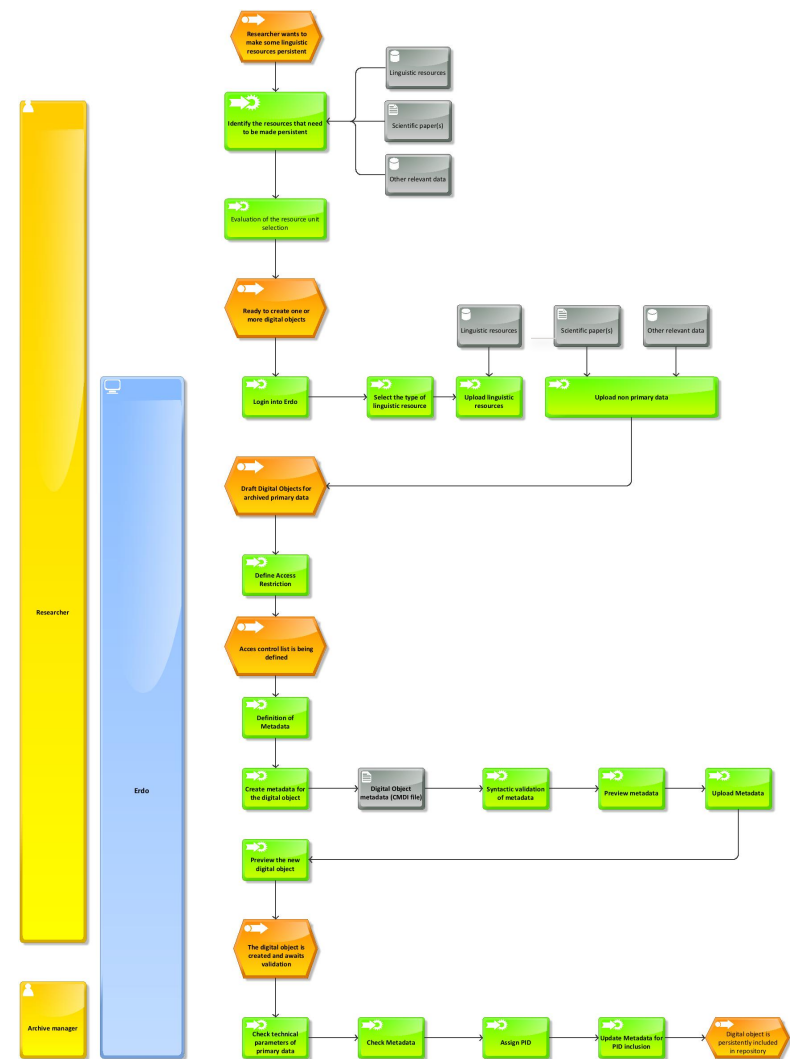 Researcher wants to
make some linguistic
resources persistent
Linguistic resources
Identify the resources that need
to be made persistent
Scientific paper(s)
Other relevant data
Evaluation of the resource unit
selection
Ready to create one or
more digital objects
Linguistic resources
Scientific paper(s)
Other relevant data
Login into Erdo
Select the type of
linguistic resource
Upload linguistic
resources
Upload non primary data
Draft Digital Objects for
archived primary data
Define Access
Restriction
Researcher
Acces control list is being
defined
Definition of
Metadata
Erdo
Create metadata for
the digital object
Digital Object
metadata (CMDI file)
Syntactic validation
of metadata
Preview metadata
Upload Metadata
Preview the new
digital object
The digital object is
created and awaits
validation
Archive manager
Check technical
parameters of
primary data
Check Metadata
Assign PID
Update Metadata for
PID inclusion
Digital object is
persistently included
in repository